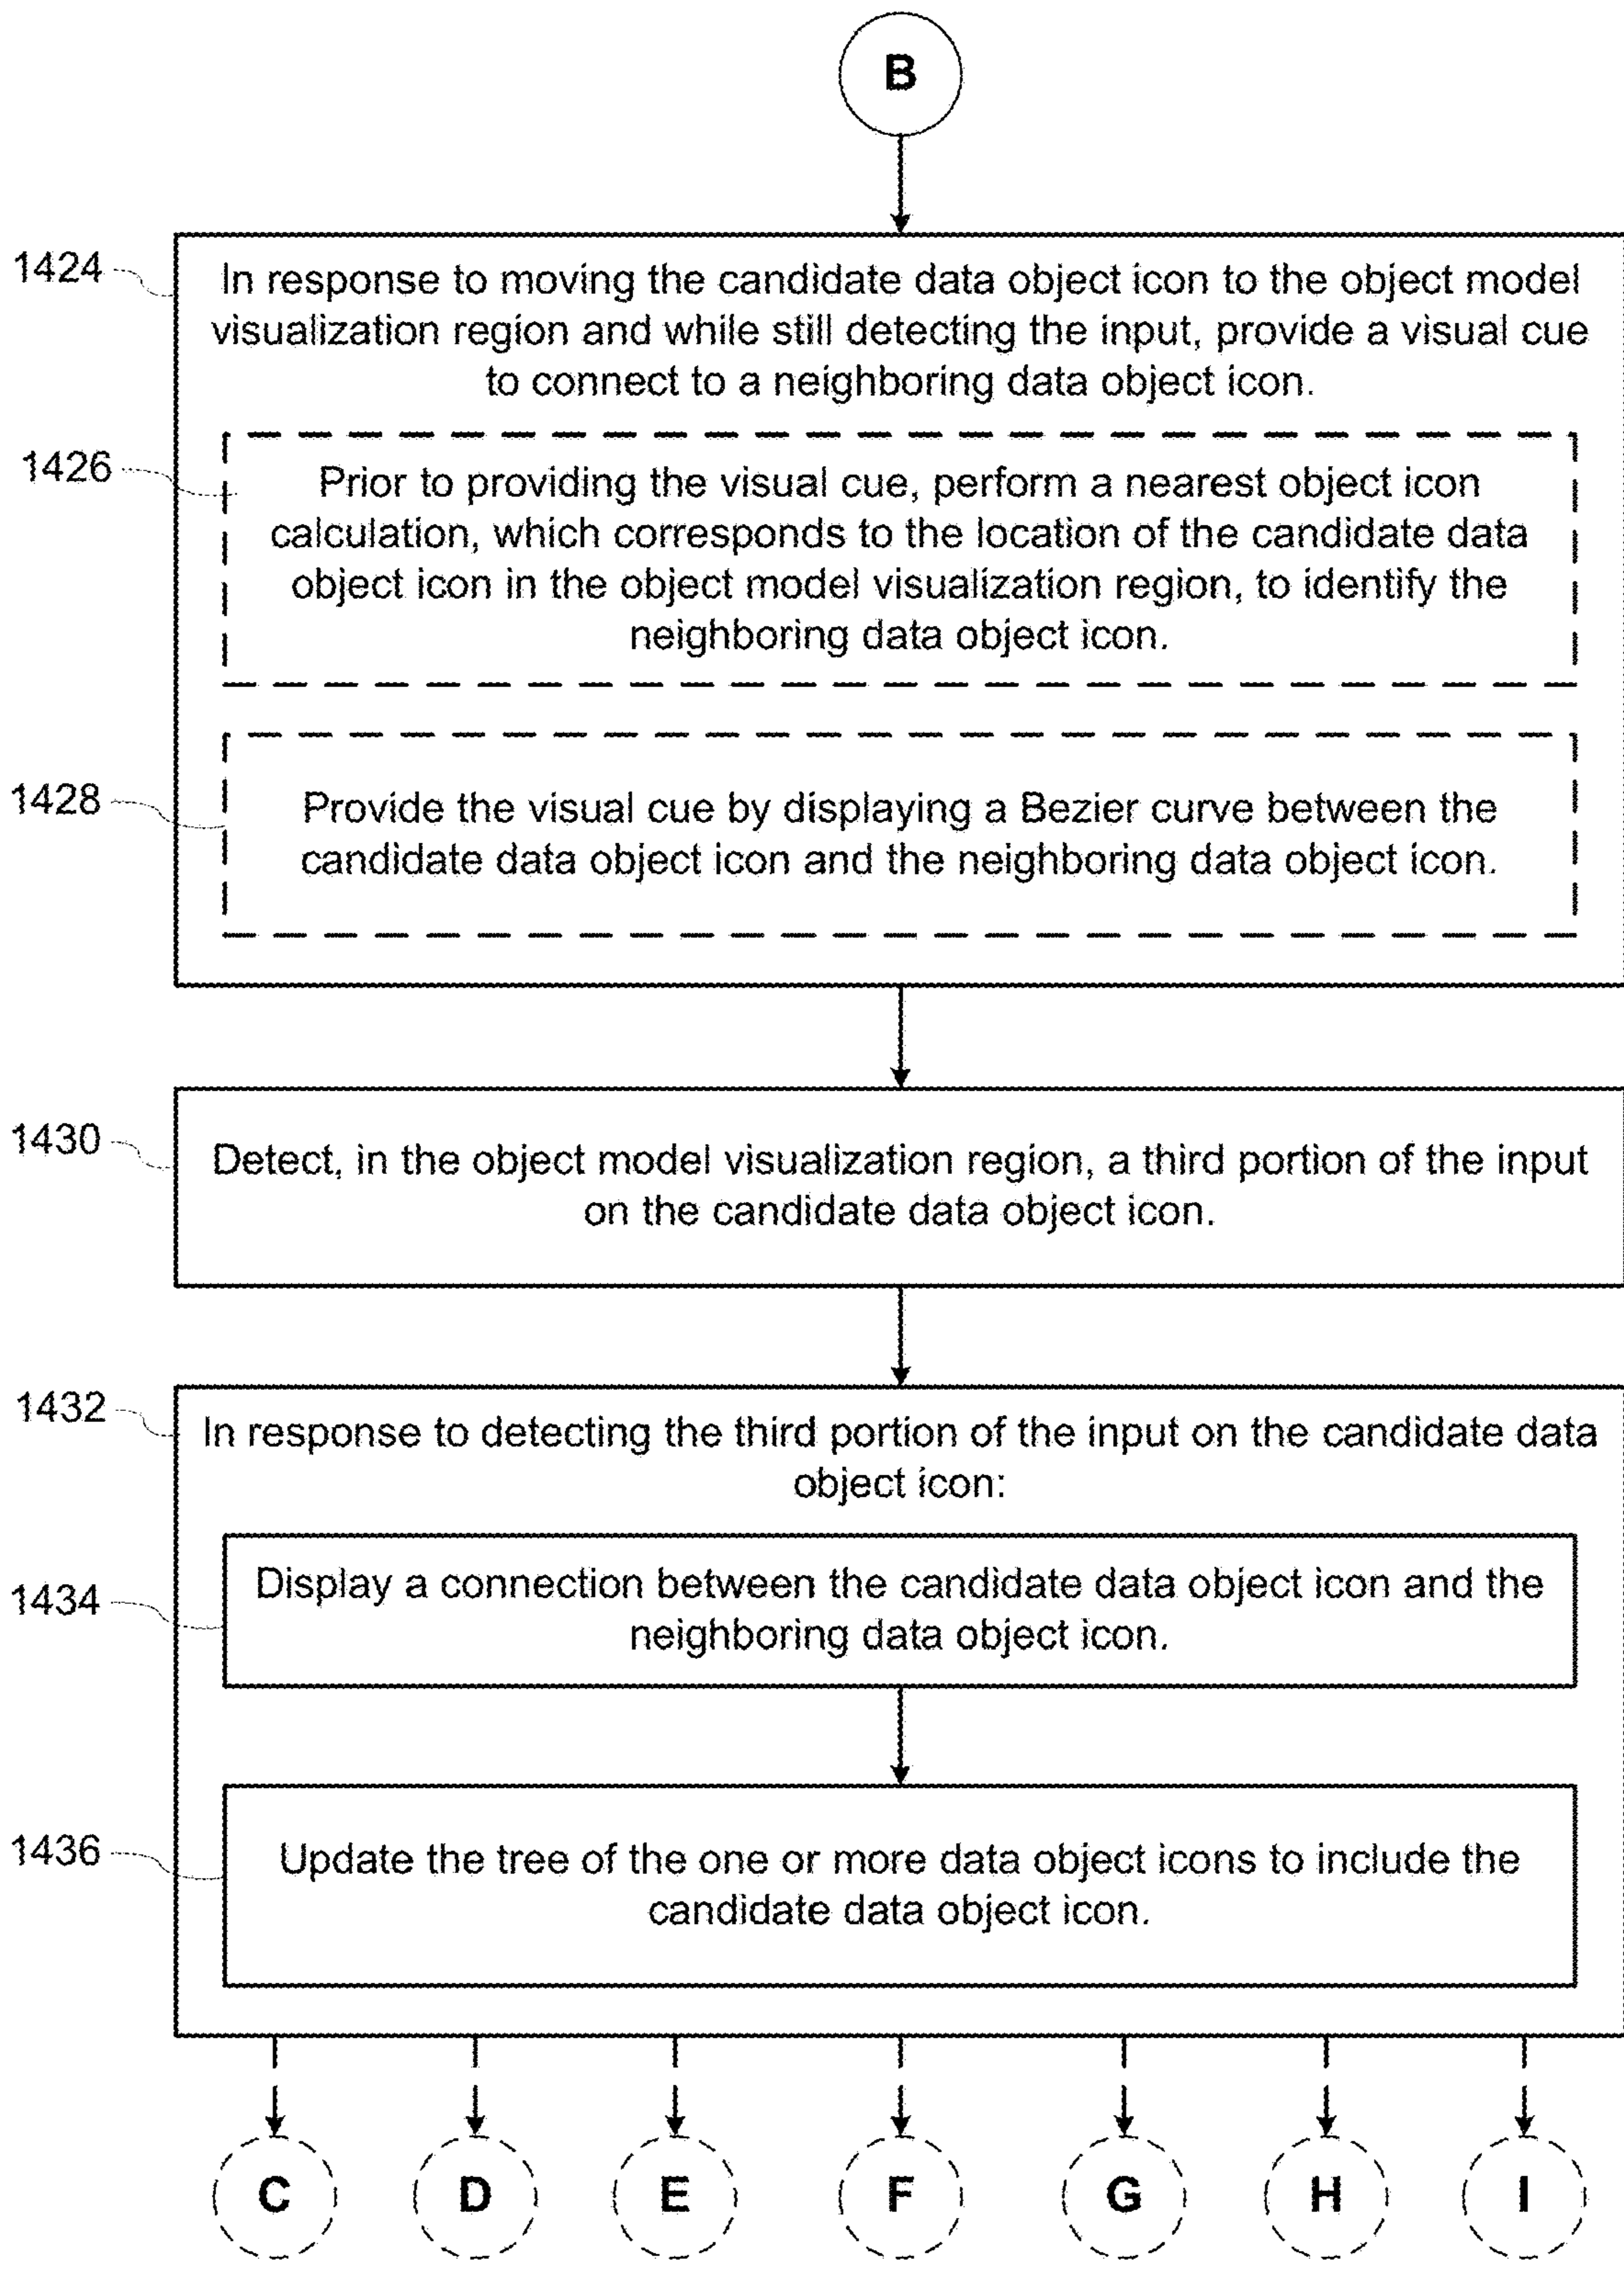 B
1424
In response to moving the candidate data object icon to the object model
visualization region and while still detecting the input, provide a visual cue
to connect to a neighboring data object icon.
1426
Prior to providing the visual cue, perform a nearest object icon
calculation, which corresponds to the location of the candidate data
object icon in the object model visualization region, to identify the
neighboring data object icon.
1428
Provide the visual cue by displaying a Bezier curve between the
candidate data object icon and the neighboring data object icon.
1430
Detect, in the object model visualization region, a third portion of the input
on the candidate data object icon.
1432
In response to detecting the third portion of the input on the candidate data
object icon:
1434
Display a connection between the candidate data object icon and the
neighboring data object icon.
1436
Update the tree of the one or more data object icons to include the
candidate data object icon.
C D E F G H I